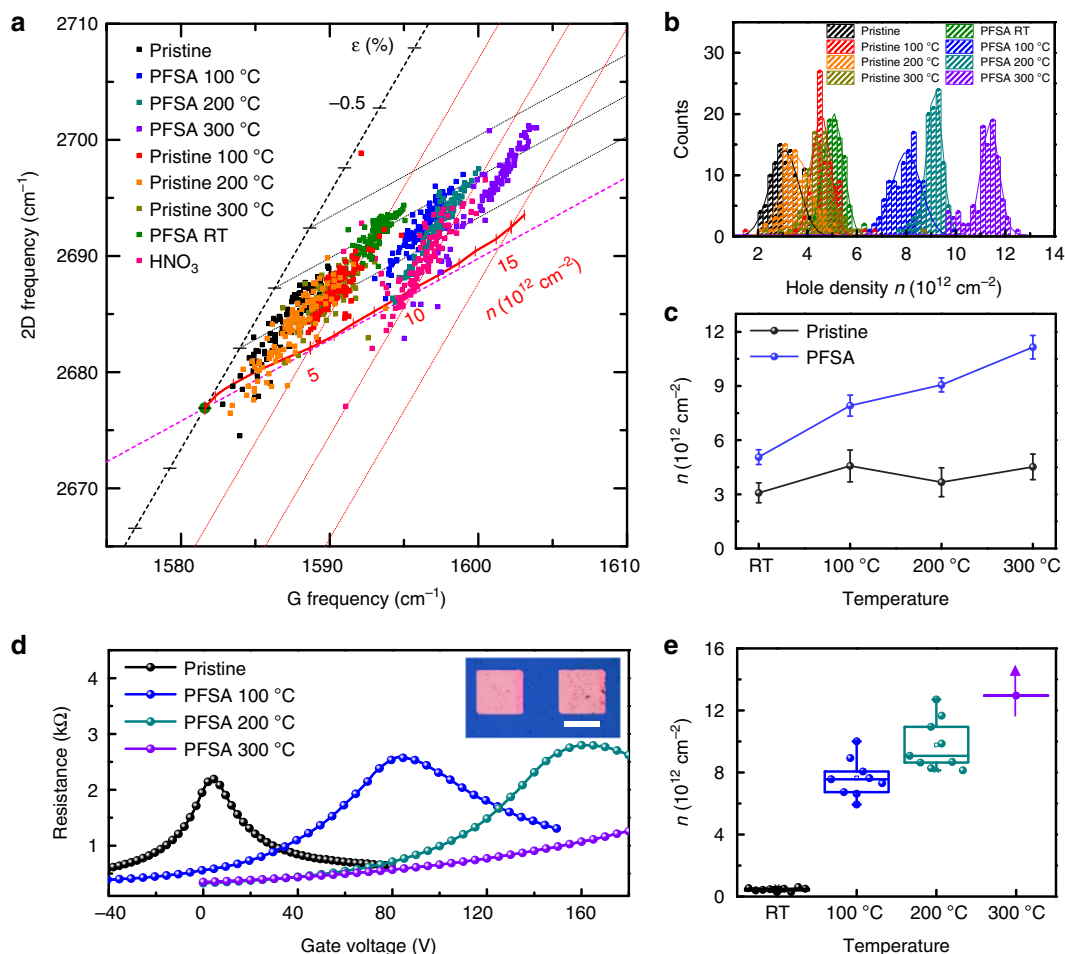 a
2710
2700
2690
2680
2670
1580
1590
1600
1610
2D frequency (cm⁻¹)
G frequency (cm⁻¹)
Pristine
PFSA 100 °C
PFSA 200 °C
PFSA 300 °C
Pristine 100 °C
Pristine 200 °C
Pristine 300 °C
PFSA RT
HNO₃
ε (%)
–0.5
5
10
15
n (10¹² cm⁻²)
b
30
20
10
0
2
4
6
8
10
12
14
Counts
Hole density n (10¹² cm⁻²)
Pristine
Pristine 100 °C
Pristine 200 °C
Pristine 300 °C
PFSA RT
PFSA 100 °C
PFSA 200 °C
PFSA 300 °C
c
12
9
6
3
0
n (10¹² cm⁻²)
Pristine
PFSA
RT
100 °C
200 °C
300 °C
Temperature
d
4
3
2
1
Resistance (kΩ)
Pristine
PFSA 100 °C
PFSA 200 °C
PFSA 300 °C
–40
0
40
80
120
160
Gate voltage (V)
e
16
12
8
4
0
n (10¹² cm⁻²)
RT
100 °C
200 °C
300 °C
Temperature